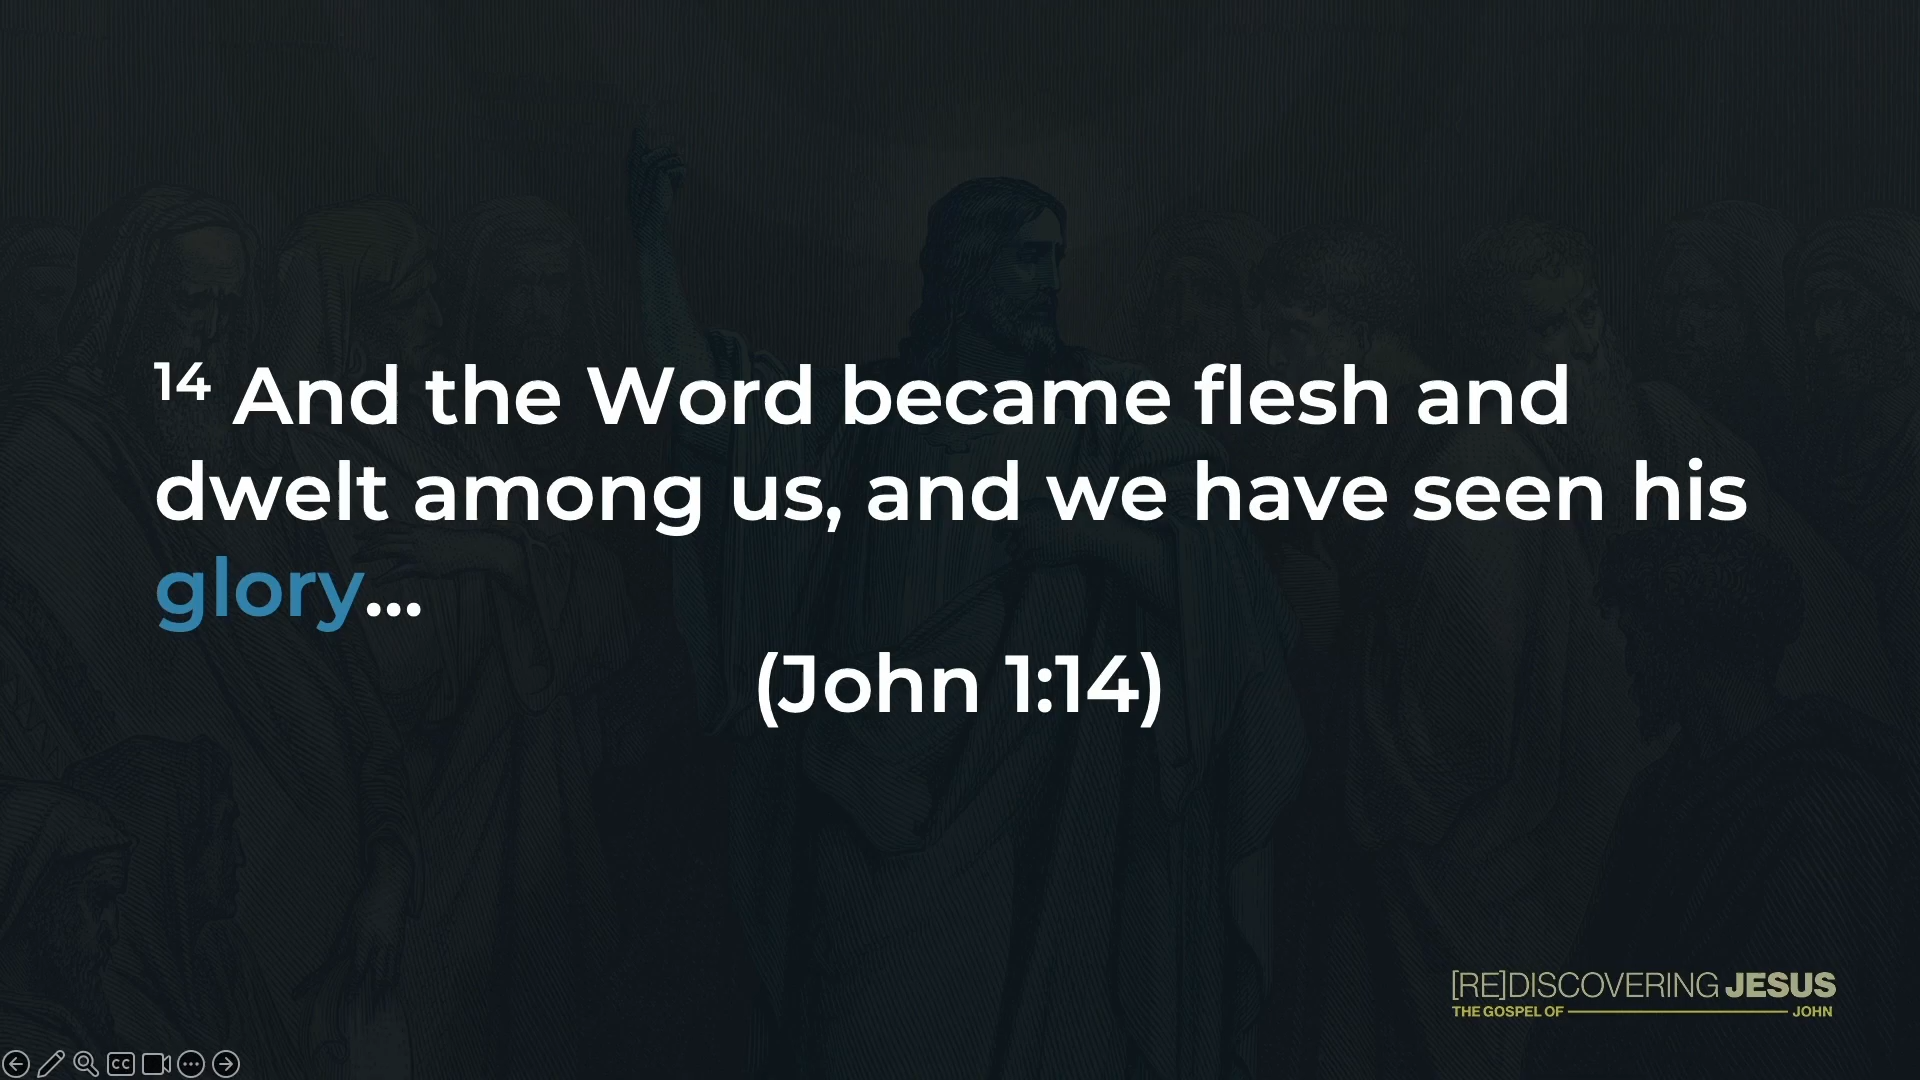 14 And the Word became flesh and
dwelt among us, and we have seen his
glory...
(John 1:14)
[RE]DISCOVERING JESUS
THE GOSPEL OF JOHN
CC